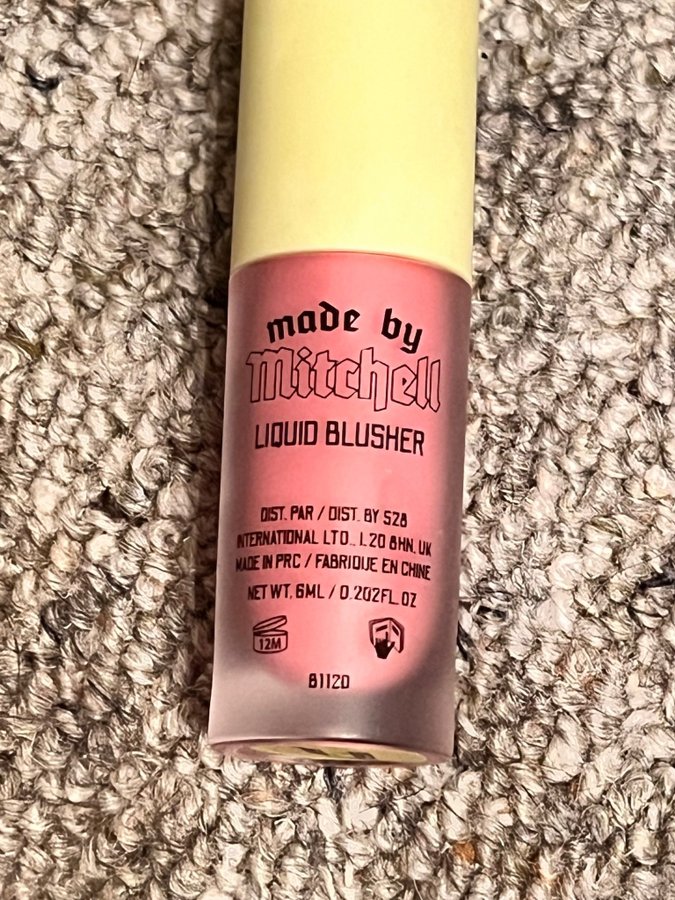 made by
Mitchell
LIQUID BLUSHER
DIST. PAR / DIST. BY S2B
INTERNATIONAL LTD., L20 8HN, UK
MADE IN PRC / FABRIQUE EN CHINE
NET WT, 6ML / 0.202FL.OZ
12M
81120